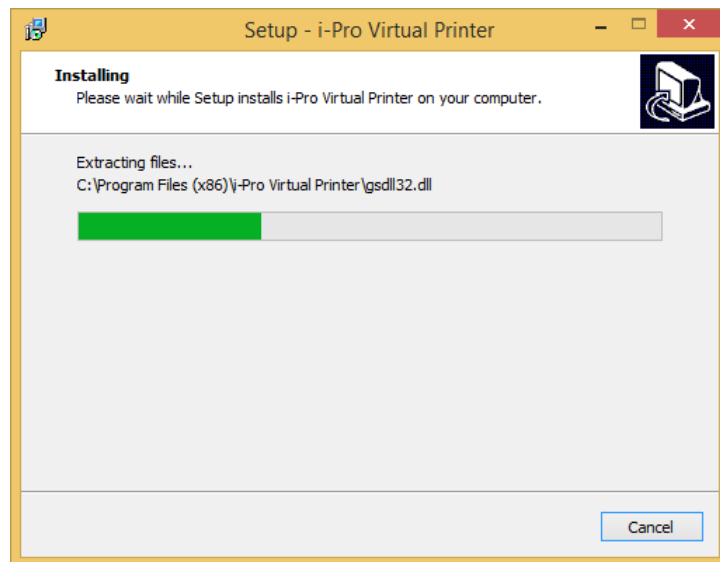 Setup - i-Pro Virtual Printer
Installing
Please wait while Setup installs i-Pro Virtual Printer on your computer.
Extracting files...
C:\Program Files (x86)\i-Pro Virtual Printer\gsdll32.dll
Cancel